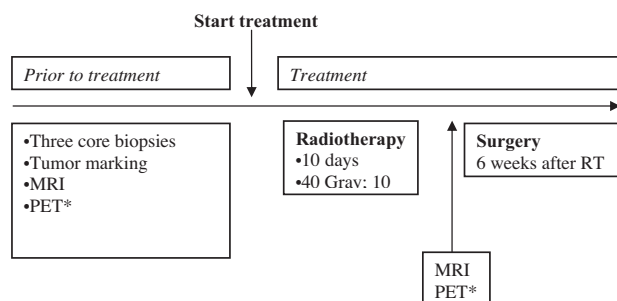 Start treatment
Prior to treatment
Treatment
•Three core biopsies
•Tumor marking
•MRI
•PET*
Radiotherapy
•10 days
•40 Grav: 10
Surgery
6 weeks after RT
MRI
PET*